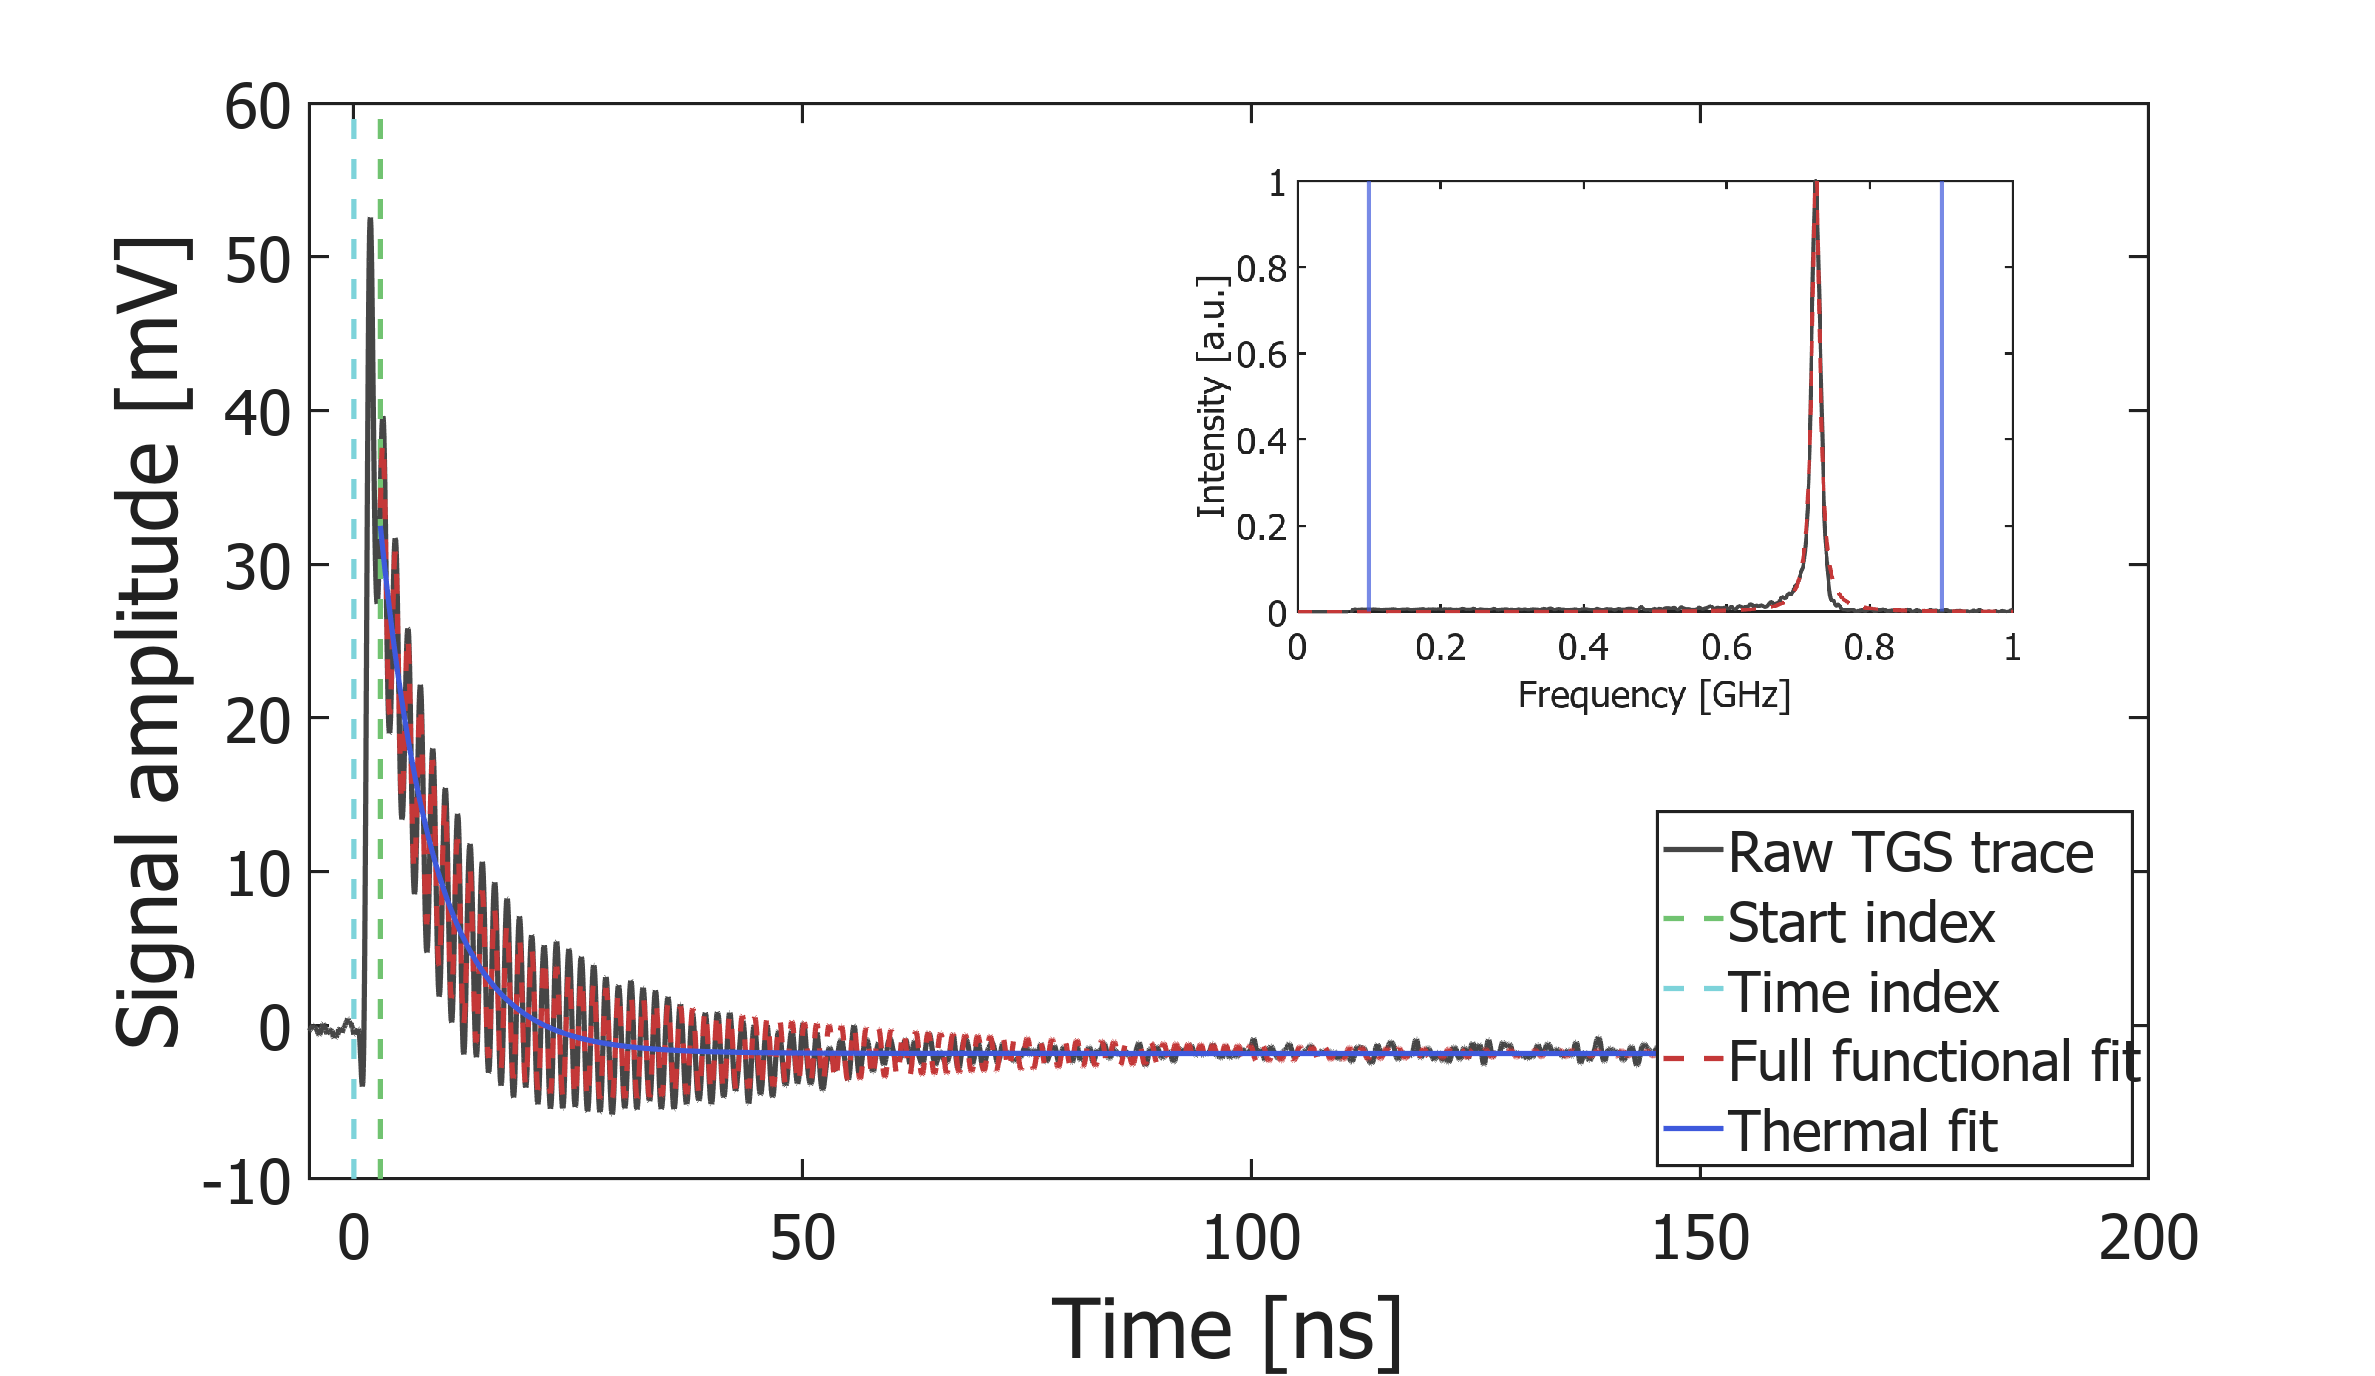 60
50
40
30
20
10
0
-10
Signal amplitude [mV]
0
50
100
150
200
Time [ns]
1
0.8
0.6
0.4
0.2
0
Intensity [a.u.]
0
0.2
0.4
0.6
0.8
1
Frequency [GHz]
Raw TGS trace
Start index
Time index
Full functional fit
Thermal fit